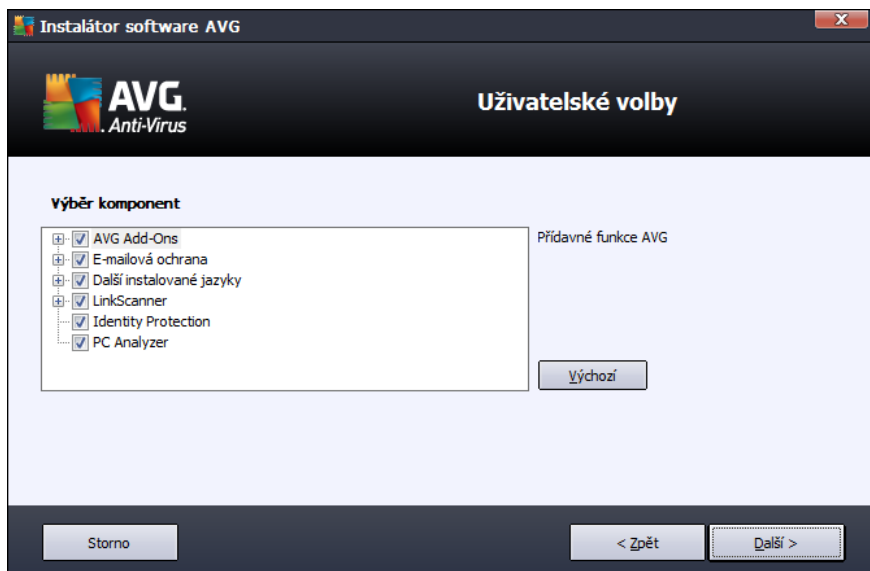 Instalátor software AVG
AVG.
Anti-Virus
Uživatelské volby
Výběr komponent
AVG Add-Ons
E-mailová ochrana
Další instalované jazyky
LinkScanner
Identity Protection
PC Analyzer
Přídavné funkce AVG
Výchozí
Storno
< Zpět
Další >